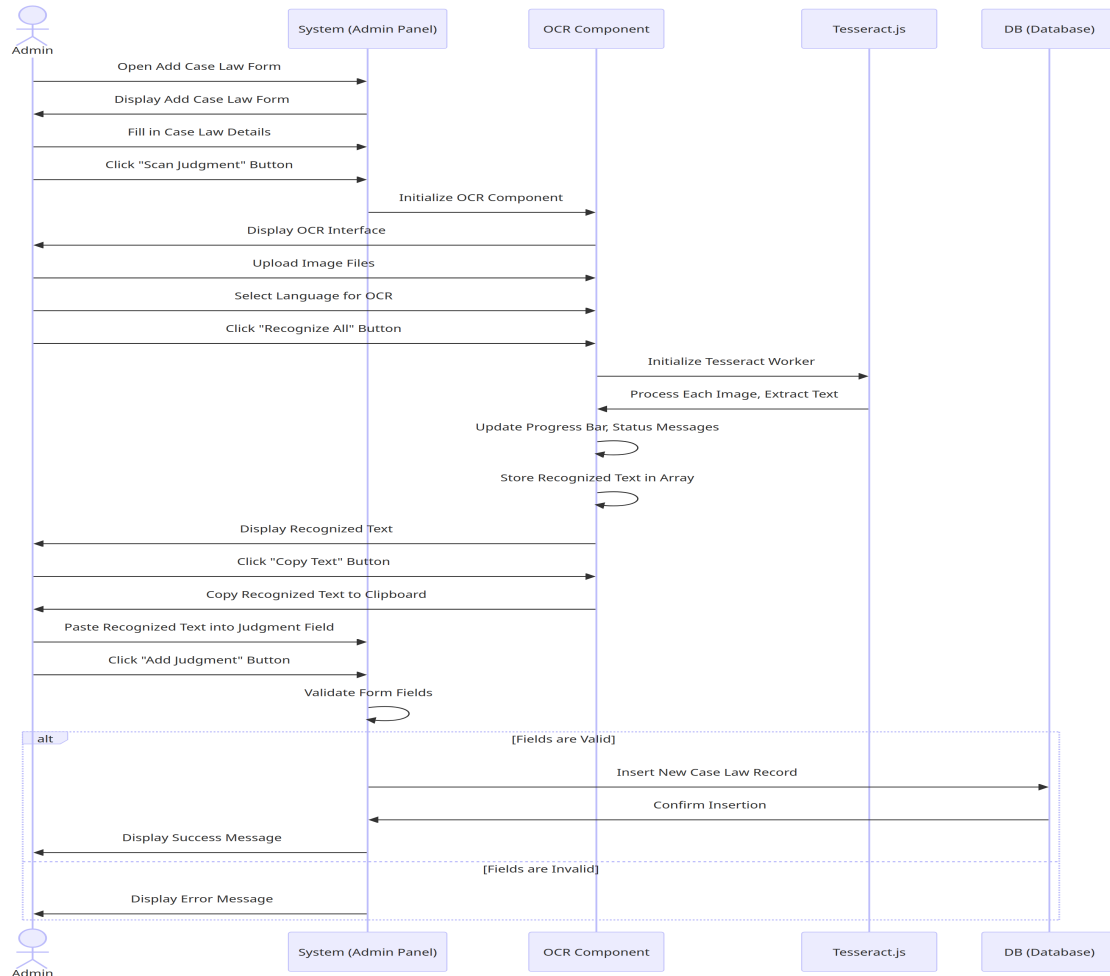 System (Admin Panel)
OCR Component
Tesseract.js
DB (Database)
Admin
Open Add Case Law Form
Display Add Case Law Form
Fill in Case Law Details
Click "Scan Judgment" Button
Initialize OCR Component
Display OCR Interface
Upload Image Files
Select Language for OCR
Click "Recognize All" Button
Initialize Tesseract Worker
Process Each Image, Extract Text
Update Progress Bar, Status Messages
Store Recognized Text in Array
Display Recognized Text
Click "Copy Text" Button
Copy Recognized Text to Clipboard
Paste Recognized Text into Judgment Field
Click "Add Judgment" Button
Validate Form Fields
alt
[Fields are Valid]
Insert New Case Law Record
Confirm Insertion
Display Success Message
[Fields are Invalid]
Display Error Message
System (Admin Panel)
OCR Component
Tesseract.js
DB (Database)
Admin